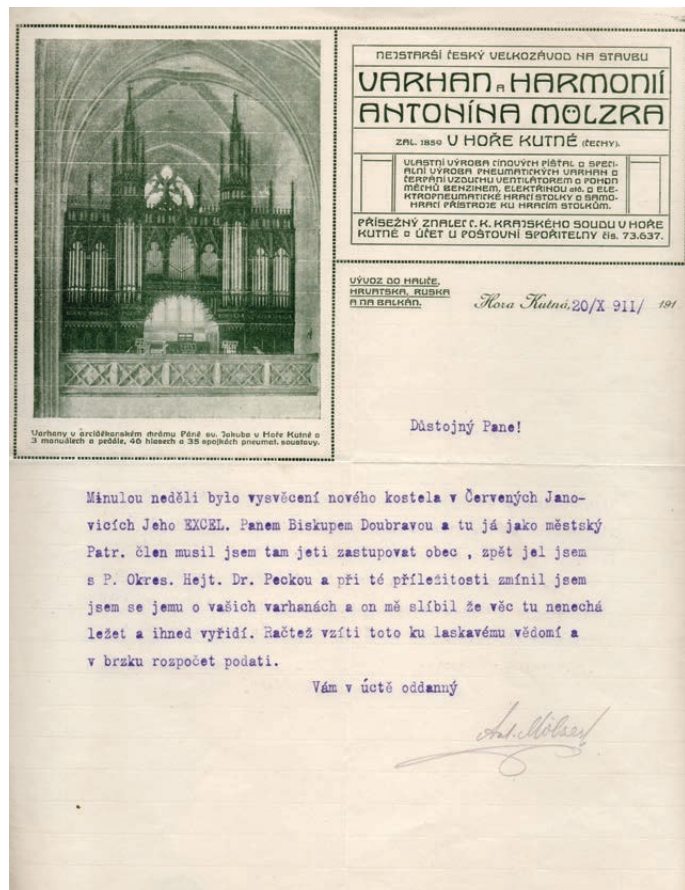 NEJSTARŠÍ ČESKÝ VELKOZÁVOD NA STAVBU
VARHAN A HARMONIÍ
ANTONÍNA MÖLZRA
ZAL. 1859 U HOŘE KUTNÉ (ČECHY).
VLASTNÍ VÝROBA CÍNOVÝCH PÍŠŤAL O SPECI-
ALNÍ VÝROBA PNEUMATICKÝCH VARHAN O
ČERPÁNÍ VZDUCHU VENTILÁTOREM O POHON
MĚCHŮ BENZINEM, ELEKTŘINOU atd. O ELE-
KTROPNEUMATICKÉ HRACÍ STOLKY O SAMO-
HRACÍ PŘÍSTROJE KU HRACÍM STOLKŮM.
PŘÍSEŽNÝ ZNALEC C. K. KRAJSKÉHO SOUDU V HOŘE
KUTNÉ O ÚČET U POŠTOVNÍ SPOŘITELNY čís. 73.637.
VÝVOZ DO HALIČE,
HRVATSKA, RUSKA
A NA BALKÁN.
Hora Kutná, 20/X 911/ 191
Varhany v arciděkanském chrámu Páně sv. Jakuba v Hoře Kutné o
3 manuálech a pedále, 46 hlasech a 35 spojkách pneumat. soustavy.
Důstojný Pane!
Minulou neděli bylo vysvěcení nového kostela v Červených Jano-
vicích Jeho EXCEL. Panem Biskupem Doubravou a tu já jako městský
Patr. člen musil jsem tam jeti zastupovat obec , zpět jel jsem
s P. Okres. Hejt. Dr. Peckou a při té příležitosti zmínil jsem
jsem se jemu o vašich varhanách a on mě slíbil že věc tu nenechá
ležet a ihned vyřidí. Račtež vzíti toto ku laskavému vědomí a
v brzku rozpočet podati.
Vám v úctě oddanný
Ant. Mölzer